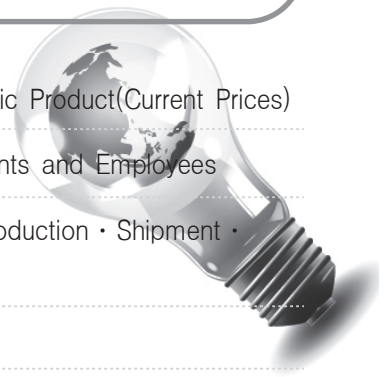 ic Product(Current Prices)
nts and Employees
oduction · Shipment ·